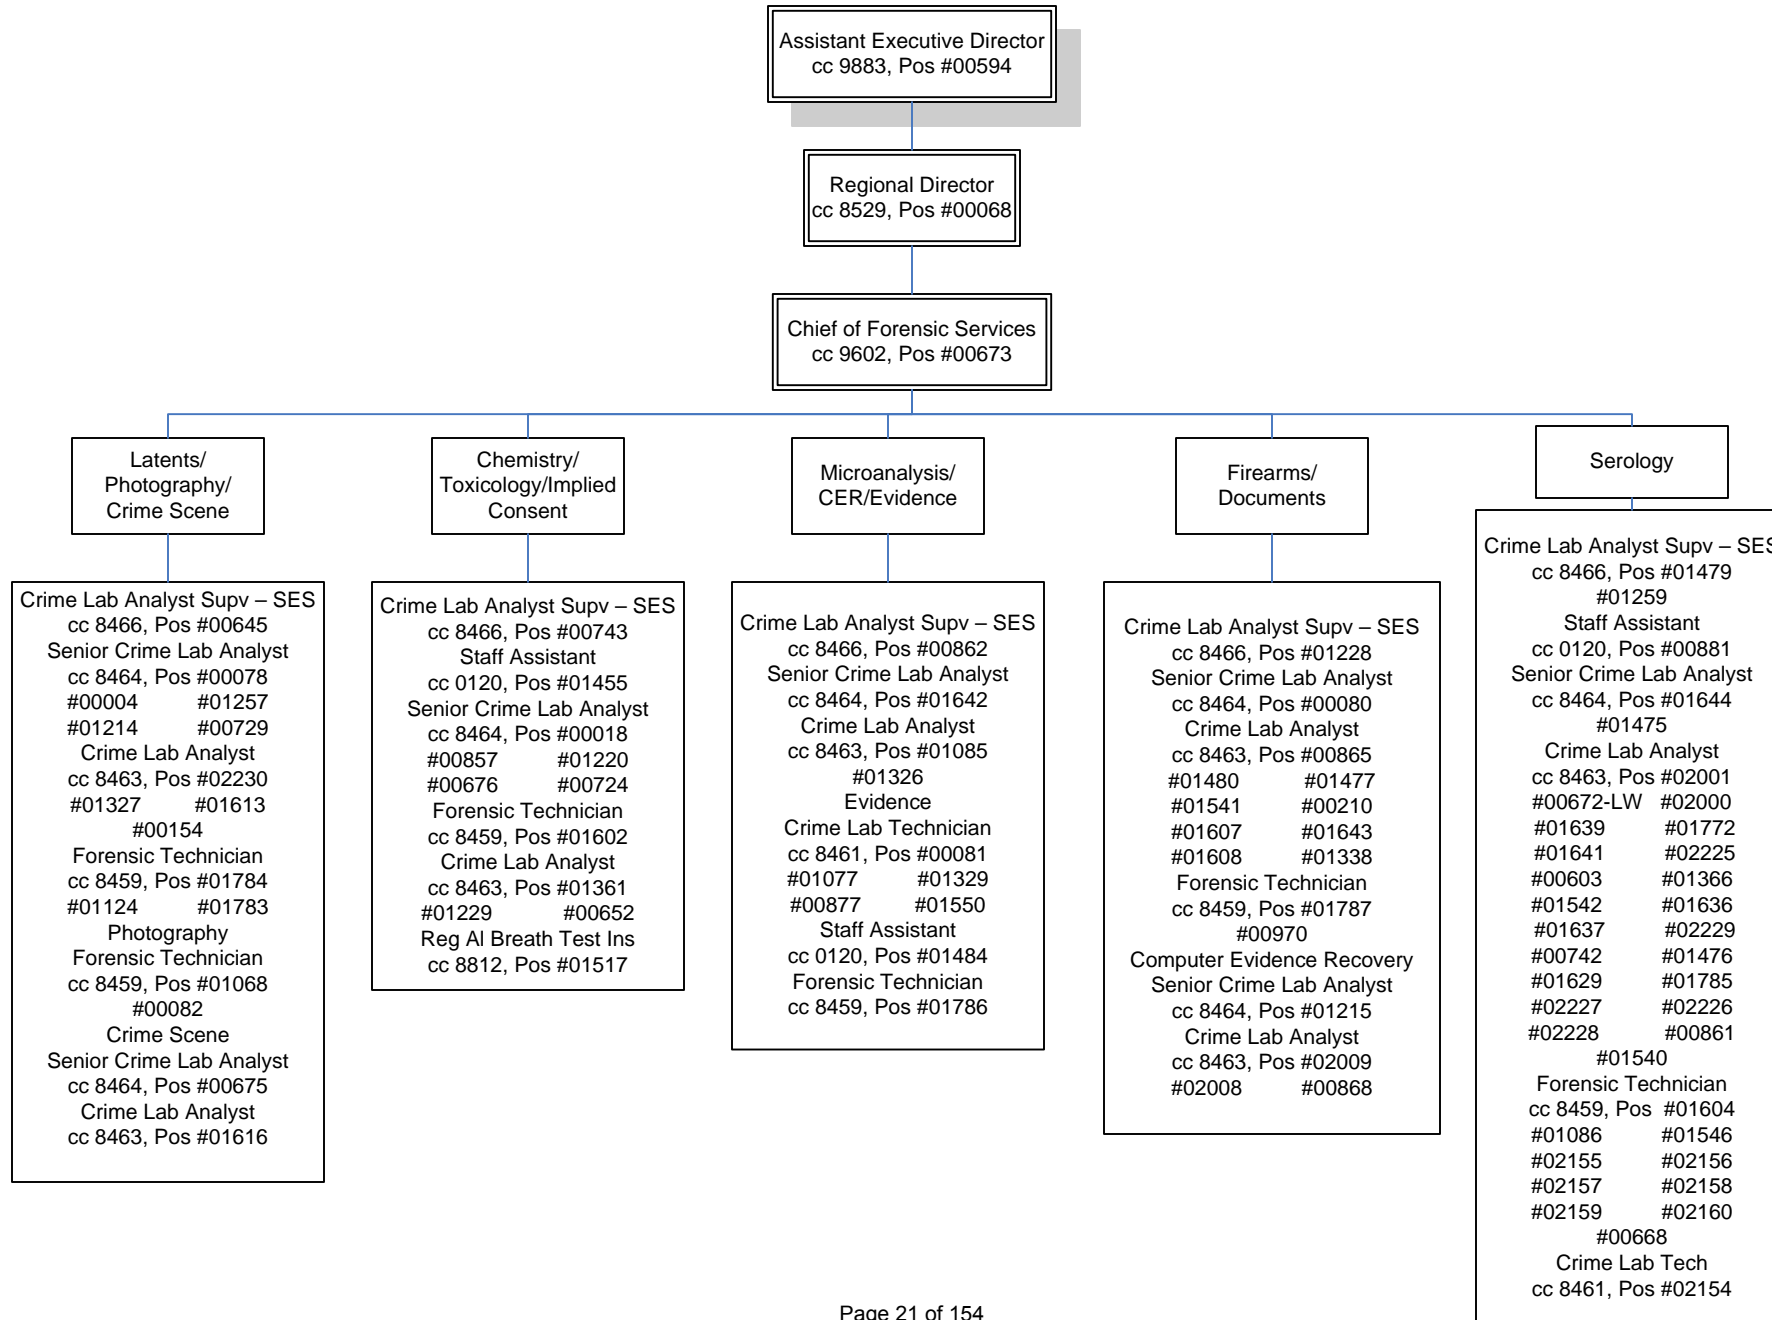 Assistant Executive Director
cc 9883, Pos #00594
Regional Director
cc 8529, Pos #00068
Chief of Forensic Services
cc 9602, Pos #00673
Latents/
Photography/
Crime Scene
Chemistry/
Toxicology/Implied
Consent
Microanalysis/
CER/Evidence
Firearms/
Documents
Serology
Crime Lab Analyst Supv – SES
cc 8466, Pos #00645
Senior Crime Lab Analyst
cc 8464, Pos #00078
#00004 #01257
#01214 #00729
Crime Lab Analyst
cc 8463, Pos #02230
#01327 #01613
#00154
Forensic Technician
cc 8459, Pos #01784
#01124 #01783
Photography
Forensic Technician
cc 8459, Pos #01068
#00082
Crime Scene
Senior Crime Lab Analyst
cc 8464, Pos #00675
Crime Lab Analyst
cc 8463, Pos #01616
Crime Lab Analyst Supv – SES
cc 8466, Pos #00743
Staff Assistant
cc 0120, Pos #01455
Senior Crime Lab Analyst
cc 8464, Pos #00018
#00857 #01220
#00676 #00724
Forensic Technician
cc 8459, Pos #01602
Crime Lab Analyst
cc 8463, Pos #01361
#01229 #00652
Reg Al Breath Test Ins
cc 8812, Pos #01517
Crime Lab Analyst Supv – SES
cc 8466, Pos #00862
Senior Crime Lab Analyst
cc 8464, Pos #01642
Crime Lab Analyst
cc 8463, Pos #01085
#01326
Evidence
Crime Lab Technician
cc 8461, Pos #00081
#01077 #01329
#00877 #01550
Staff Assistant
cc 0120, Pos #01484
Forensic Technician
cc 8459, Pos #01786
Crime Lab Analyst Supv – SES
cc 8466, Pos #01228
Senior Crime Lab Analyst
cc 8464, Pos #00080
Crime Lab Analyst
cc 8463, Pos #00865
#01480 #01477
#01541 #00210
#01607 #01643
#01608 #01338
Forensic Technician
cc 8459, Pos #01787
#00970
Computer Evidence Recovery
Senior Crime Lab Analyst
cc 8464, Pos #01215
Crime Lab Analyst
cc 8463, Pos #02009
#02008 #00868
Crime Lab Analyst Supv – SES
cc 8466, Pos #01479
#01259
Staff Assistant
cc 0120, Pos #00881
Senior Crime Lab Analyst
cc 8464, Pos #01644
#01475
Crime Lab Analyst
cc 8463, Pos #02001
#00672-LW #02000
#01639 #01772
#01641 #02225
#00603 #01366
#01542 #01636
#01637 #02229
#00742 #01476
#01629 #01785
#02227 #02226
#02228 #00861
#01540
Forensic Technician
cc 8459, Pos #01604
#01086 #01546
#02155 #02156
#02157 #02158
#02159 #02160
#00668
Crime Lab Tech
cc 8461, Pos #02154
Page 21 of 154